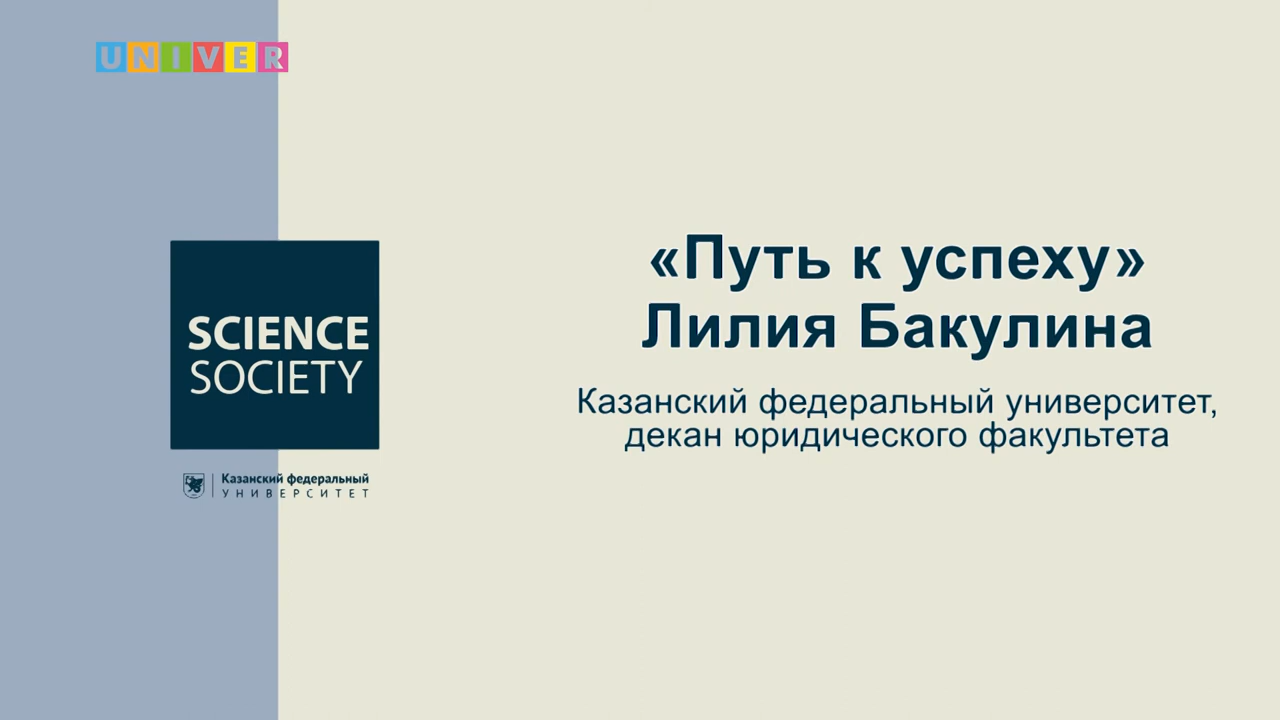 UNIVER
«Путь к успеху»
Лилия Бакулина
Казанский федеральный университет,
декан юридического факультета
SCIENCE
SOCIETY
Казанский федеральный
УНИВЕРСИТЕТ